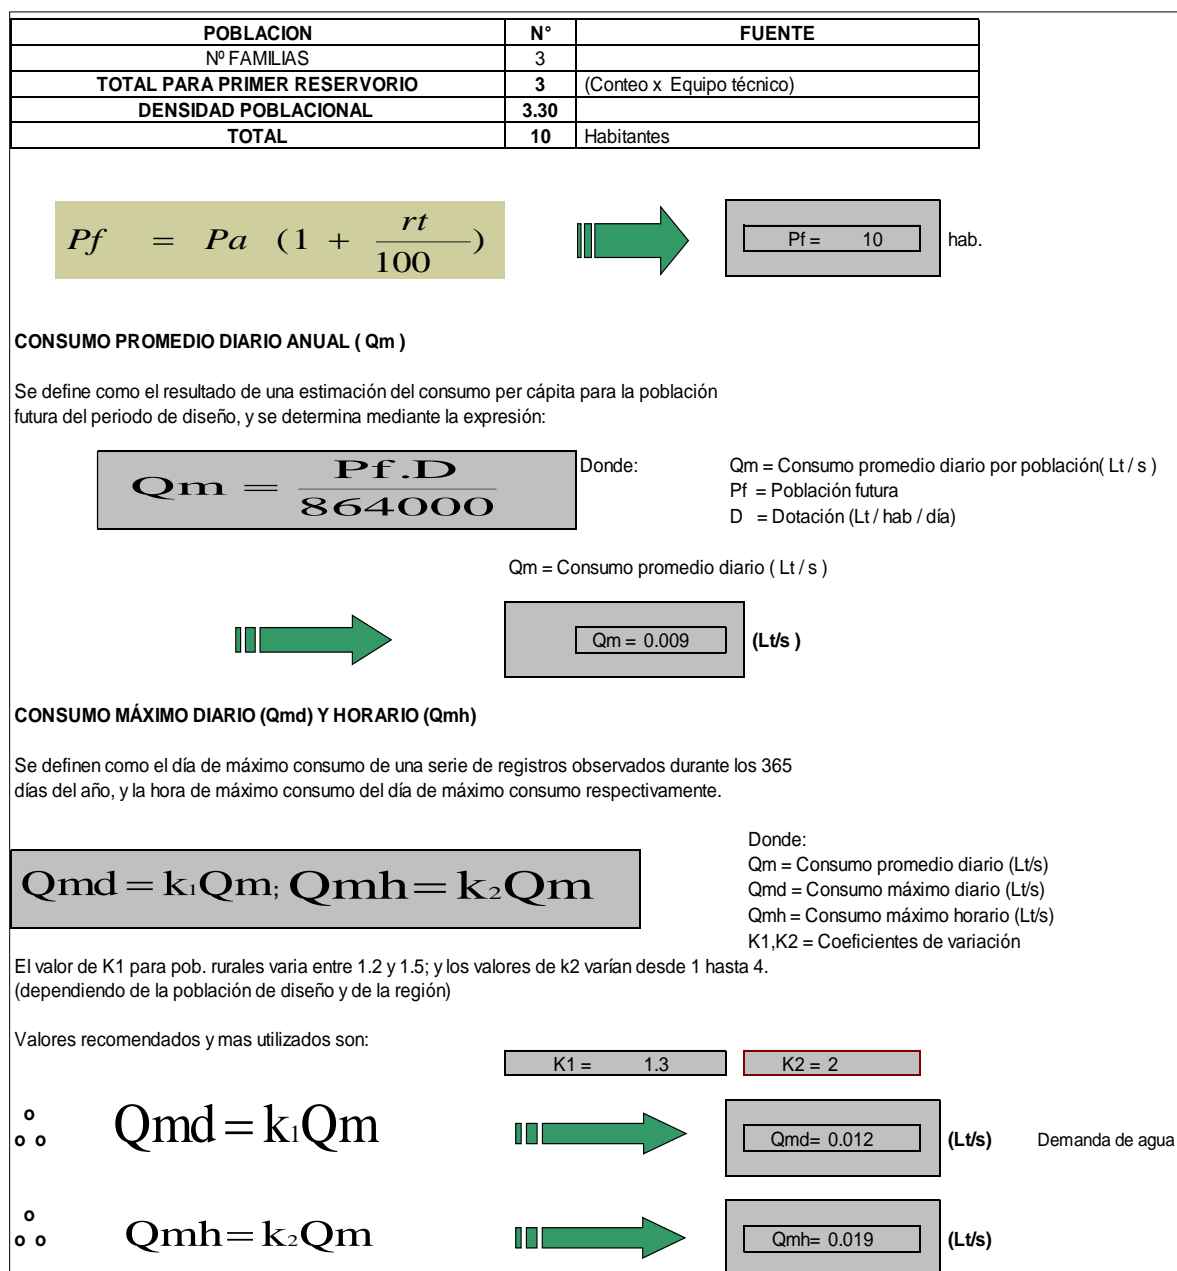 POBLACION N° FUENTE
Nº FAMILIAS 3
TOTAL PARA PRIMER RESERVORIO 3 (Conteo x Equipo técnico)
DENSIDAD POBLACIONAL 3.30
TOTAL 10 Habitantes
Pf = Pa (1 + rt/100) Pf = 10 hab.
CONSUMO PROMEDIO DIARIO ANUAL ( Qm )
Se define como el resultado de una estimación del consumo per cápita para la población
futura del periodo de diseño, y se determina mediante la expresión:
Qm = Pf.D/864000 Donde: Qm = Consumo promedio diario por población( Lt / s )
Pf = Población futura
D = Dotación (Lt / hab / día)
Qm = Consumo promedio diario ( Lt / s )
Qm = 0.009 (Lt/s )
CONSUMO MÁXIMO DIARIO (Qmd) Y HORARIO (Qmh)
Se definen como el día de máximo consumo de una serie de registros observados durante los 365
días del año, y la hora de máximo consumo del día de máximo consumo respectivamente.
Donde:
Qm = Consumo promedio diario (Lt/s)
Qmd = k₁Qm; Qmh = k₂Qm Qmd = Consumo máximo diario (Lt/s)
Qmh = Consumo máximo horario (Lt/s)
K1,K2 = Coeficientes de variación
El valor de K1 para pob. rurales varia entre 1.2 y 1.5; y los valores de k2 varían desde 1 hasta 4.
(dependiendo de la población de diseño y de la región)
Valores recomendados y mas utilizados son:
K1 = 1.3 K2 = 2
o
o o Qmd = k₁Qm Qmd= 0.012 (Lt/s) Demanda de agua
o
o o Qmh = k₂Qm Qmh= 0.019 (Lt/s)